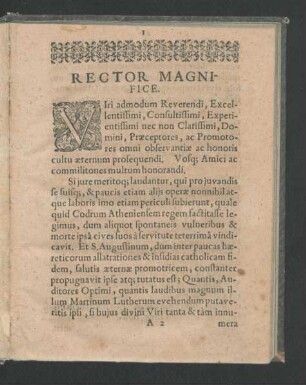 1.
RECTOR MAGNI-
FICE.
VIri admodum Reverendi, Excel-
lentissimi, Consultissimi, Experi-
entissimi nec non Clarissimi, Do-
mini, Præceptores, ac Promoto-
res omni observantiæ ac honoris
cultu æternum prosequendi. Vosq; Amici ac
commilitones multum honorandi.
Si jure meritoq; laudantur, qui pro juvandis
se suisq, & paucis etiam aliis operæ nonnihil at-
que laboris imo etiam periculi subierunt, quale
quid Codrum Atheniensem regem factitasse le-
gimus, dum aliquot spontaneis vulneribus &
morte ipsâ cives suos à servitute teterrimâ vindi-
cavit. Et S. Augustinum, dum inter paucas hæ-
reticorum allatrationes & insidias catholicam fi-
dem, salutis æternæ promotricem, constanter
propugnavit ipse atq; tutatus est; Quantis, Au-
ditores Optimi, quantis laudibus magnum il-
lum Martinum Lutherum evehendum putave-
ritis ipsi, si hujus divini Viri tanta & tam innu-
A 2 mera